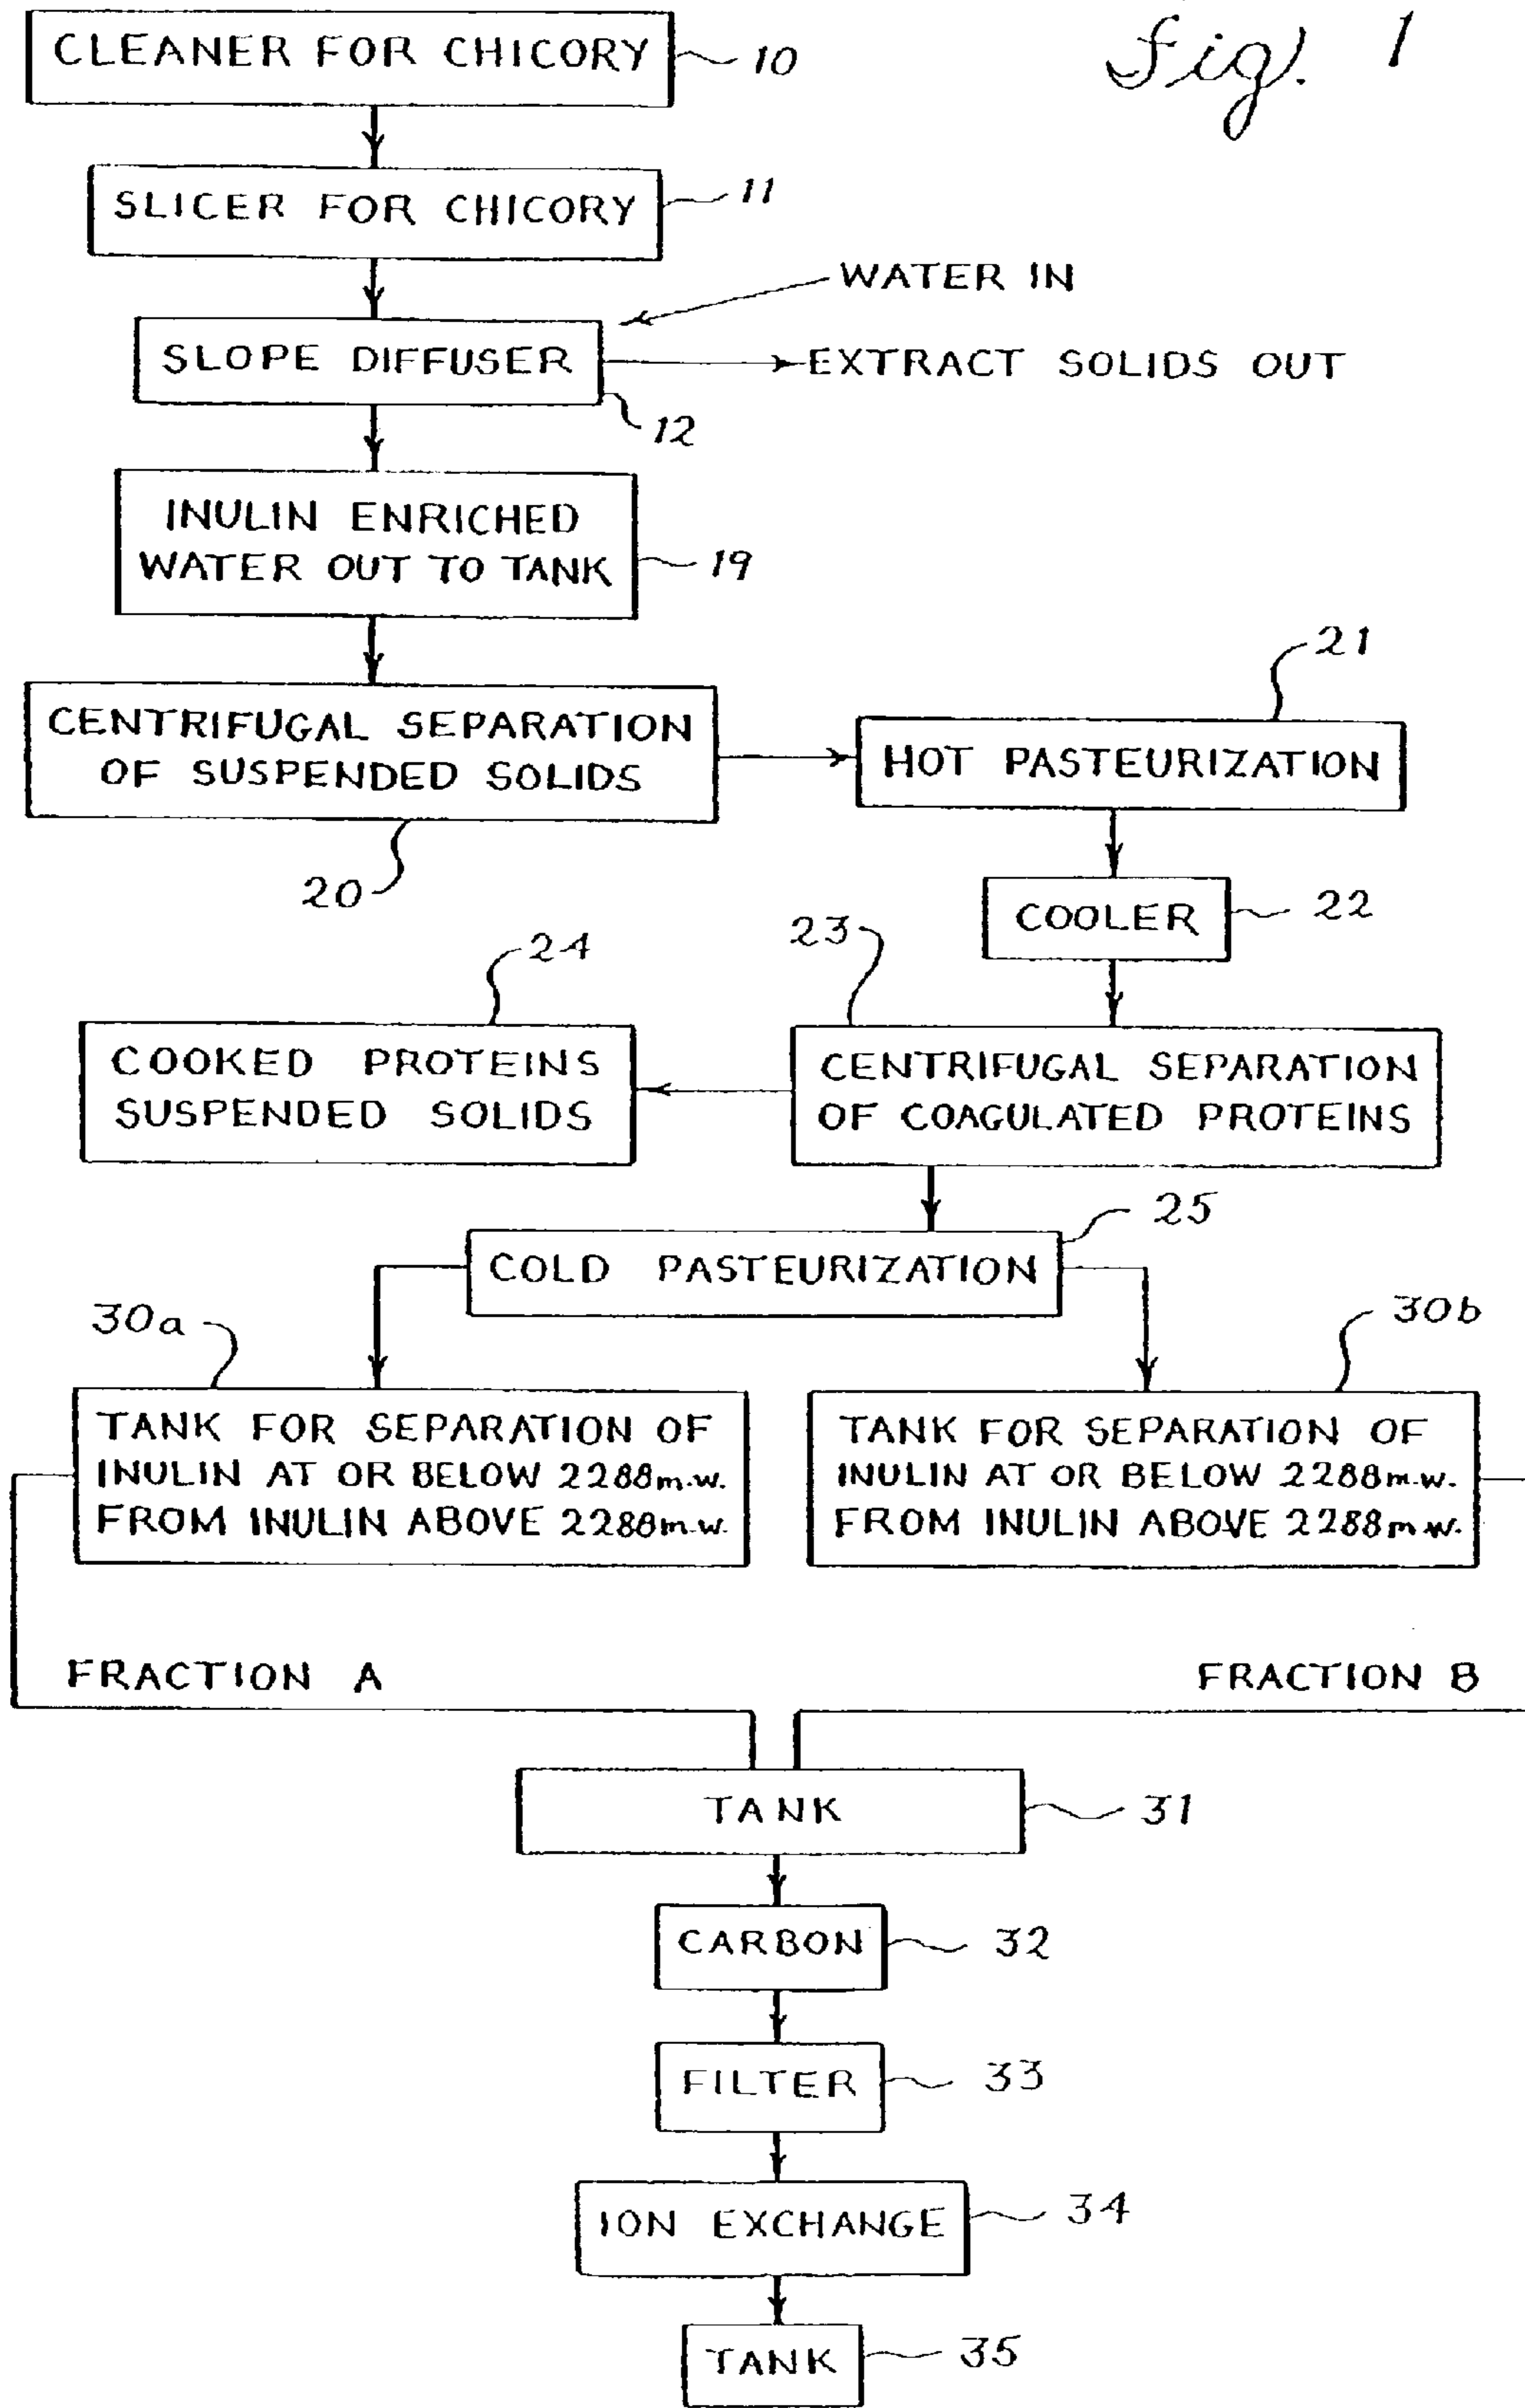 Fig. 1
CLEANER FOR CHICORY
10
SLICER FOR CHICORY
11
WATER IN
SLOPE DIFFUSER
EXTRACT SOLIDS OUT
12
INULIN ENRICHED
WATER OUT TO TANK
19
21
CENTRIFUGAL SEPARATION
OF SUSPENDED SOLIDS
HOT PASTEURIZATION
20
COOLER
22
23
24
COOKED PROTEINS
SUSPENDED SOLIDS
CENTRIFUGAL SEPARATION
OF COAGULATED PROTEINS
25
COLD PASTEURIZATION
30a
30b
TANK FOR SEPARATION OF
INULIN AT OR BELOW 2288m.w.
FROM INULIN ABOVE 2288m.w.
TANK FOR SEPARATION OF
INULIN AT OR BELOW 2288m.w.
FROM INULIN ABOVE 2288m.w.
FRACTION A
FRACTION B
TANK
31
CARBON
32
FILTER
33
ION EXCHANGE
34
TANK
35